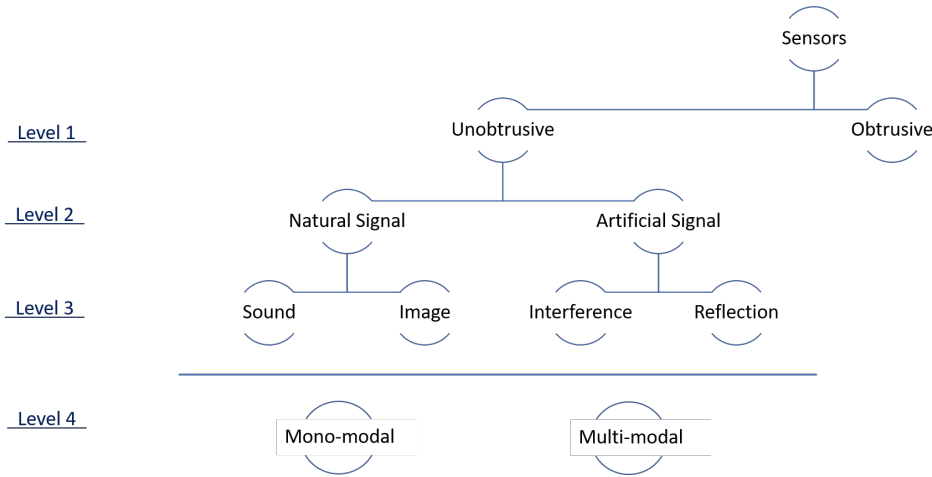 Sensors
Level 1
Unobtrusive
Obtrusive
Level 2
Natural Signal
Artificial Signal
Level 3
Sound
Image
Interference
Reflection
Level 4
Mono-modal
Multi-modal